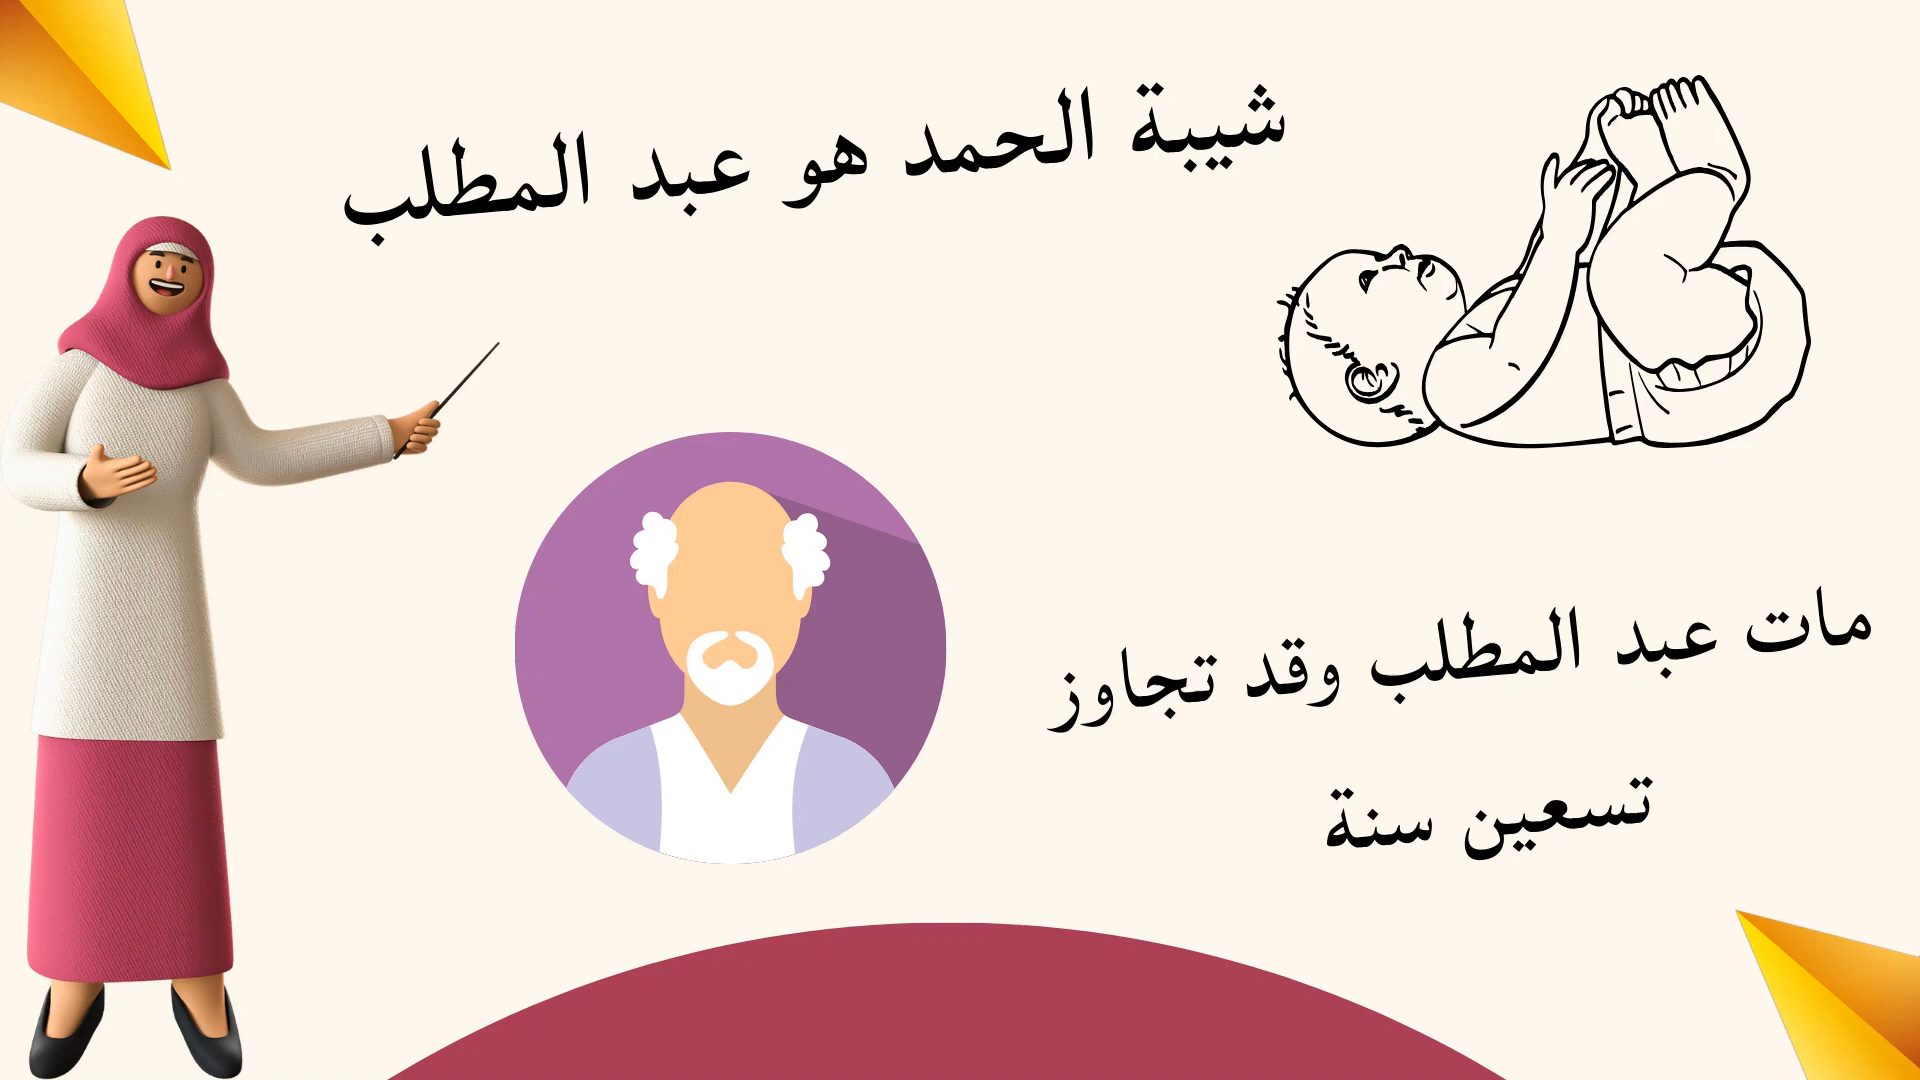 شيبة الحمد هو عبد المطلب
مات عبد المطلب وقد تجاوز
تسعين سنة